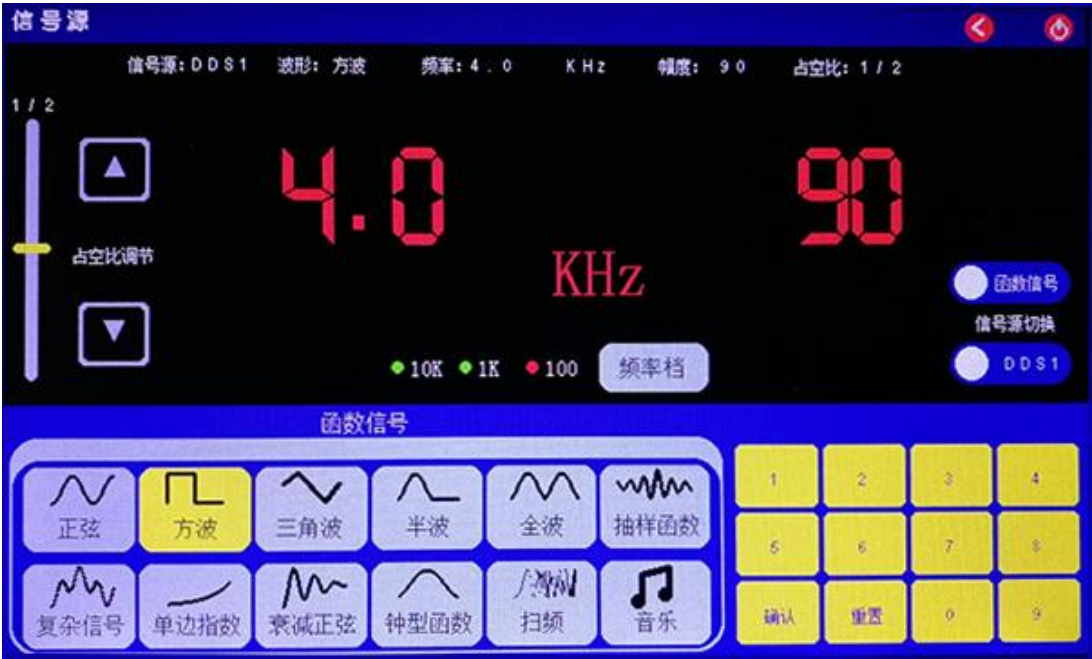 信号源
信号源:DDS1 波形: 方波 频率:4.0 KHz 幅度: 90 占空比: 1/2
1/2
▲
4.0
90
占空比调节
KHz
函数信号
信号源切换
▼
10K 1K 100 频率档
DDS1
函数信号
1 2 3 4
正弦 方波 三角波 半波 全波 抽样函数
5 6 7 8
复杂信号 单边指数 衰减正弦 钟型函数 扫频 音乐
确认 重置 0 9